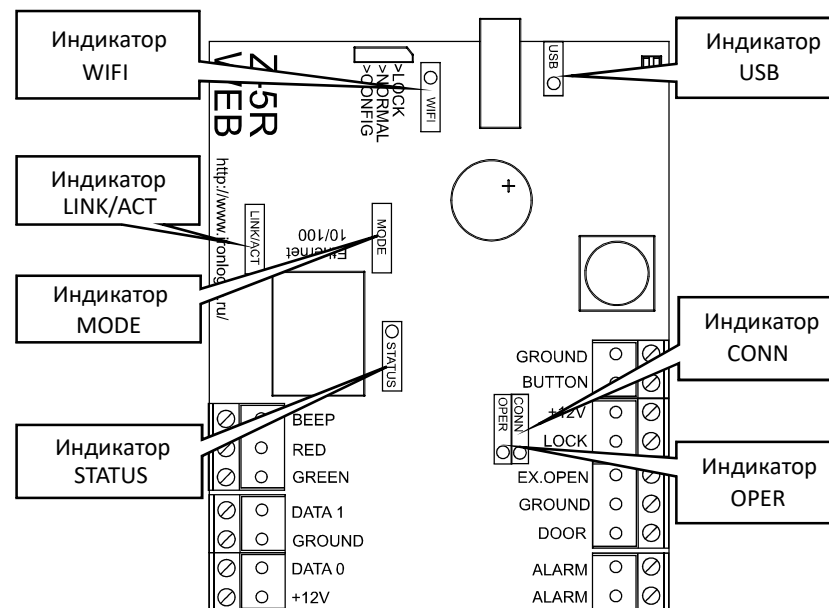 Индикатор
WIFI
Индикатор
LINK/ACT
Индикатор
MODE
Индикатор
STATUS
Индикатор
USB
Индикатор
CONN
Индикатор
OPER
Z-5R
WEB
>LOCK
>NORMAL
>CONFIG
WIFI
USB
LINK/ACT
Ethernet
10/100
MODE
STATUS
+
OPER
CONN
BEEP
RED
GREEN
DATA 1
GROUND
DATA 0
+12V
GROUND
BUTTON
+12V
LOCK
EX.OPEN
GROUND
DOOR
ALARM
ALARM